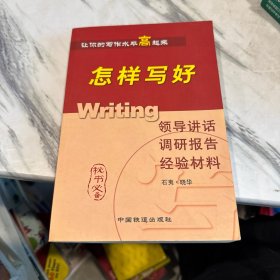 让你的写作水平高起来
怎样写好
Writing
领导讲话
调研报告
经验材料
石夷·晓华
秘书必备
中国铁道出版社